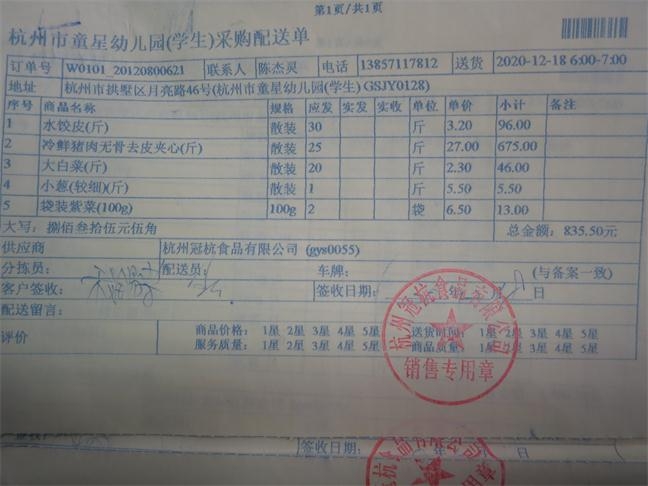 第1页/共1页
杭州市童星幼儿园(学生)采购配送单
订单号 W0101_20120800621 联系人 陈杰灵 电话 13857117812 送货 2020-12-18 6:00-7:00
地址 杭州市拱墅区月亮路46号(杭州市童星幼儿园(学生) GSJY0128)
序号 商品名称 规格 应发 实发 实收 单位 单价 小计 备注
1 水饺皮(斤) 散装 30 斤 3.20 96.00
2 冷鲜猪肉无骨去皮夹心(斤) 散装 25 斤 27.00 675.00
3 大白菜(斤) 散装 20 斤 2.30 46.00
4 小葱(较细)(斤) 散装 1 斤 5.50 5.50
5 袋装紫菜(100g) 100g 2 袋 6.50 13.00
大写: 捌佰叁拾伍元伍角 总金额: 835.50元
供应商 杭州冠杭食品有限公司 (gys0055)
分拣员: 配送员: 车牌: (与备案一致)
客户签收: 签收日期: 年 月 日
配送留言:
评价 商品价格: 1星 2星 3星 4星 5星 送货时间: 1星 2星 3星 4星 5星
服务质量: 1星 2星 3星 4星 5星 商品质量: 1星 2星 3星 4星 5星
杭州冠杭食品有限公司
销售专用章
签收日期: 年 月 日